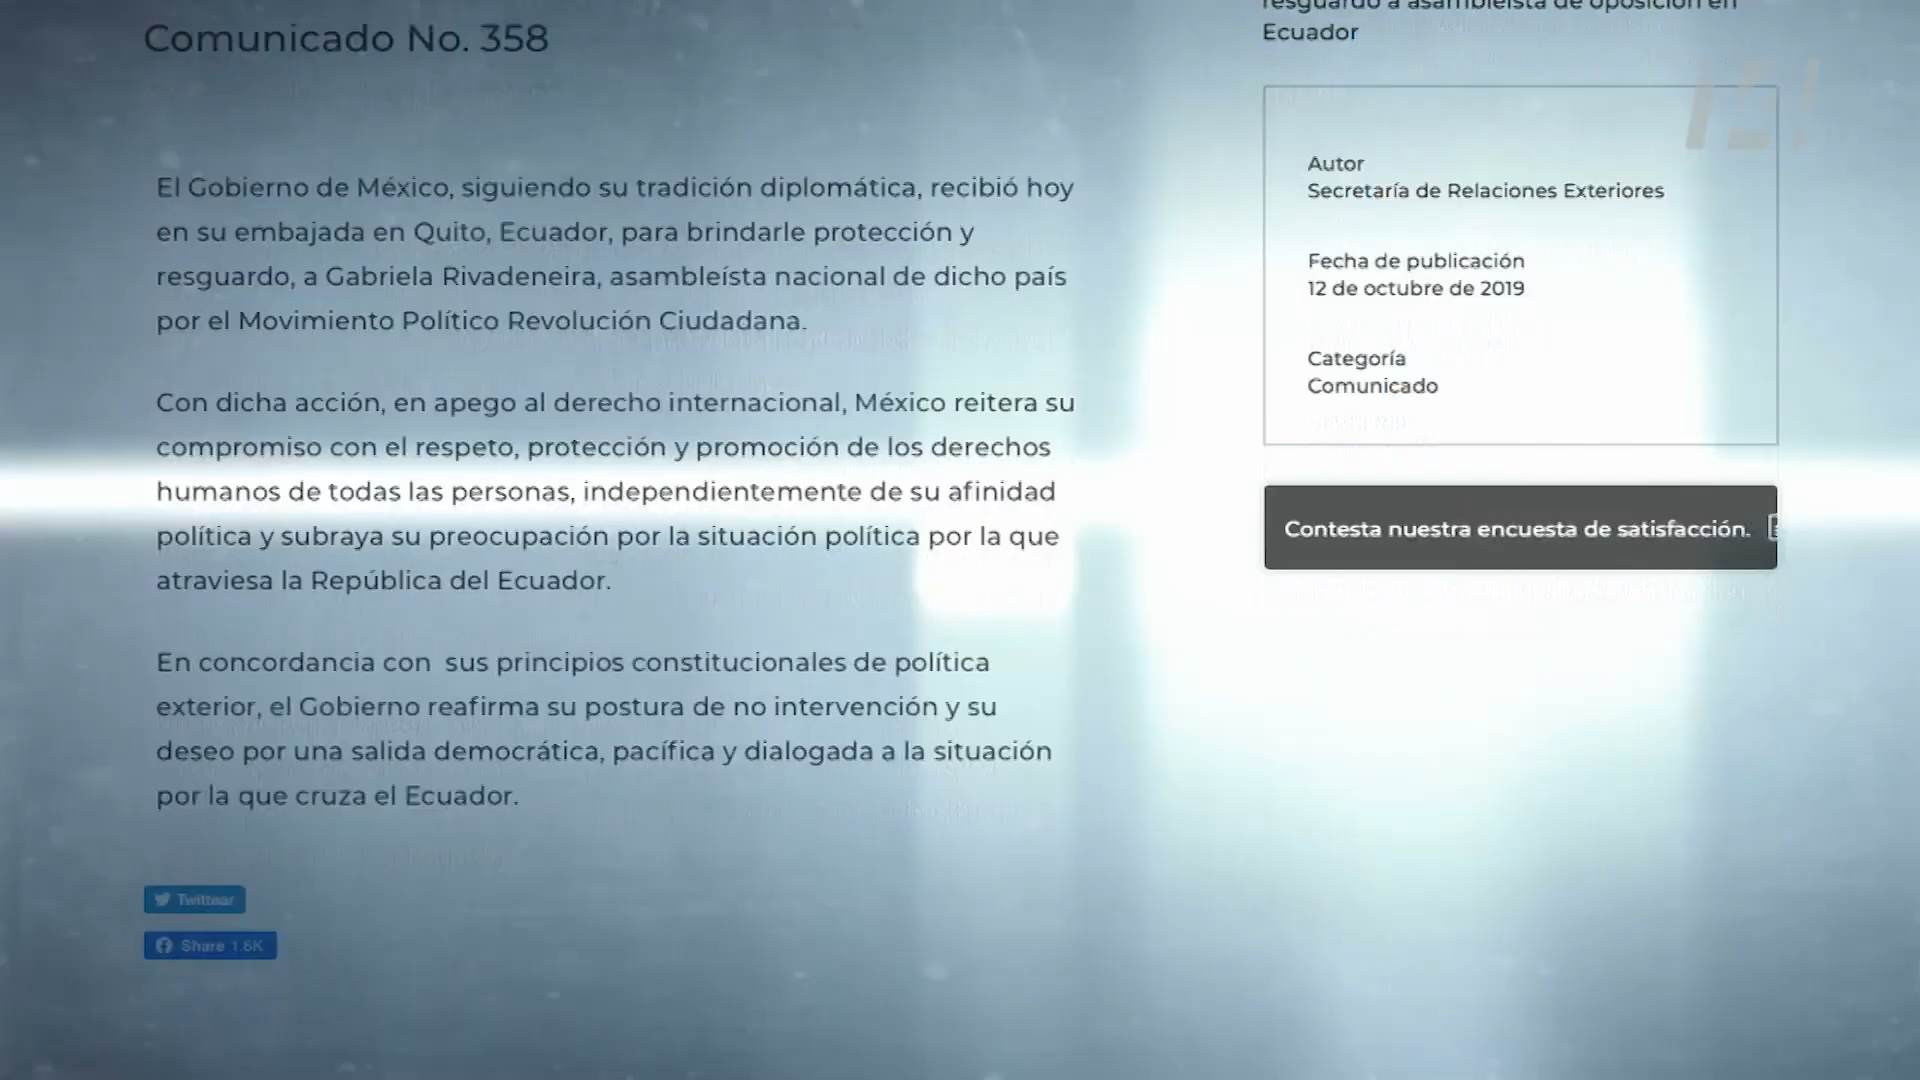 Comunicado No. 358
El Gobierno de México, siguiendo su tradición diplomática, recibió hoy
en su embajada en Quito, Ecuador, para brindarle protección y
resguardo, a Gabriela Rivadeneira, asambleísta nacional de dicho país
por el Movimiento Político Revolución Ciudadana.
Con dicha acción, en apego al derecho internacional, México reitera su
compromiso con el respeto, protección y promoción de los derechos
humanos de todas las personas, independientemente de su afinidad
política y subraya su preocupación por la situación política por la que
atraviesa la República del Ecuador.
En concordancia con  sus principios constitucionales de política
exterior, el Gobierno reafirma su postura de no intervención y su
deseo por una salida democrática, pacífica y dialogada a la situación
por la que cruza el Ecuador.
Twittear
Share 1.6K
resguardo a asambleísta de oposición en
Ecuador
Autor
Secretaría de Relaciones Exteriores
Fecha de publicación
12 de octubre de 2019
Categoría
Comunicado
Contesta nuestra encuesta de satisfacción.